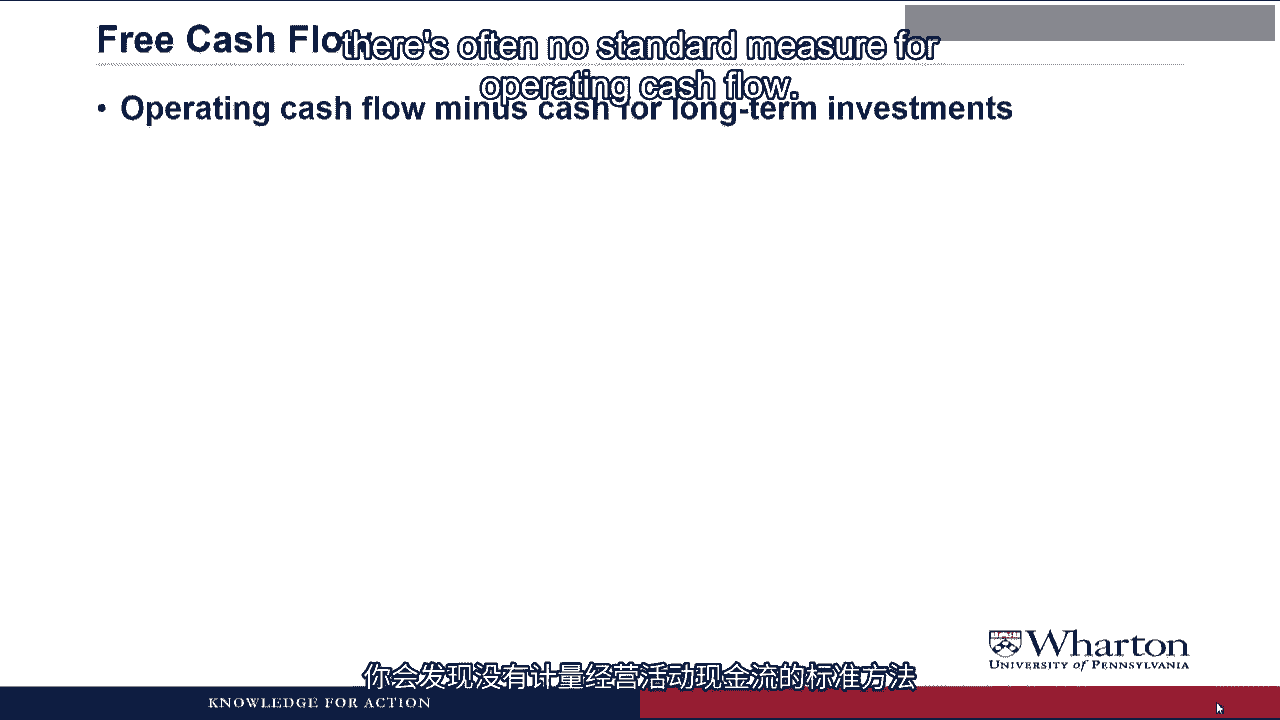 Free Cash Flow
there's often no standard measure for
operating cash flow.
• Operating cash flow minus cash for long-term investments
Wharton
UNIVERSITY of PENNSYLVANIA
你会发现没有计量经营活动现金流的标准方法
KNOWLEDGE FOR ACTION